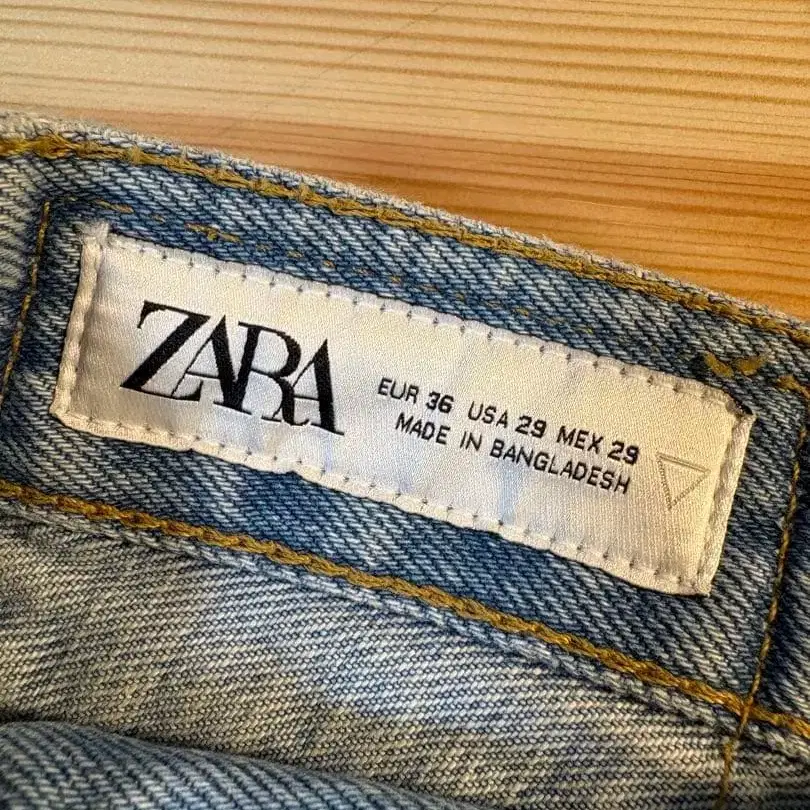 ZARA
EUR 36 USA 29 MEX 29
MADE IN BANGLADESH